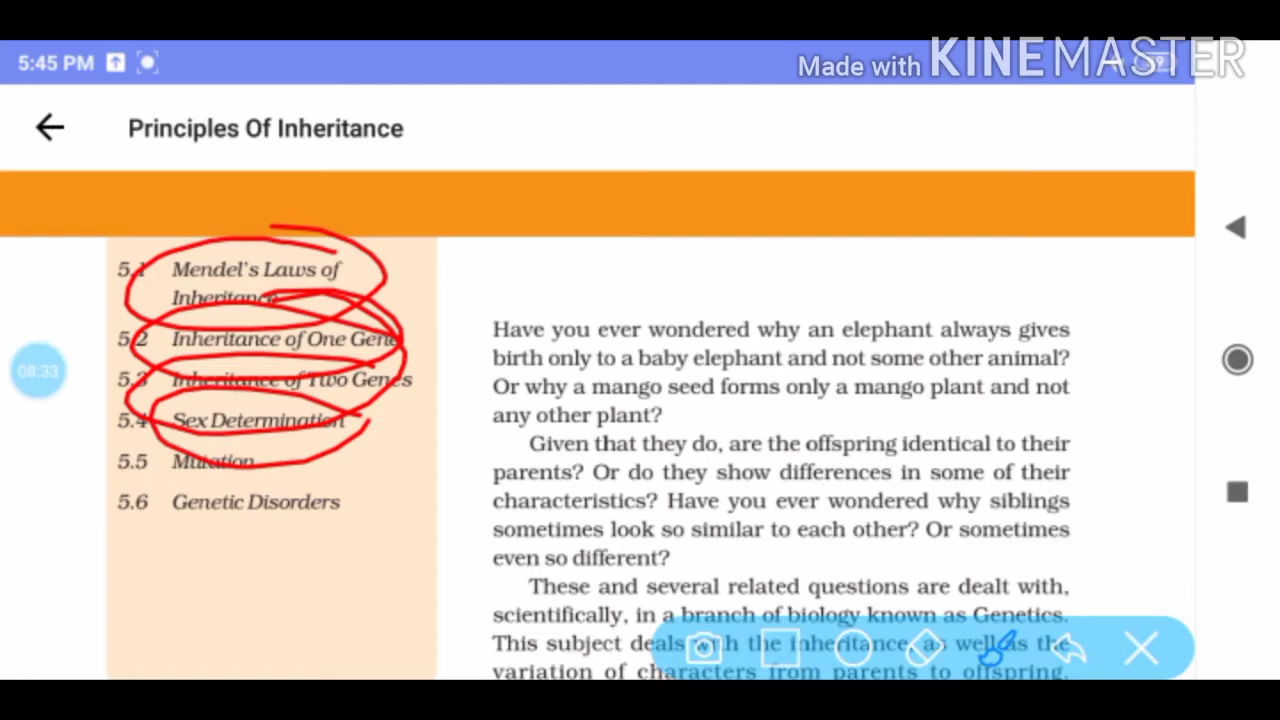 5:45 PM
Made with KINEMASTER
Principles Of Inheritance
08:33
5.1 Mendel's Laws of
Inheritance
5.2 Inheritance of One Gene
5.3 Inheritance of Two Genes
5.4 Sex Determination
5.5 Mutation
5.6 Genetic Disorders
Have you ever wondered why an elephant always gives
birth only to a baby elephant and not some other animal?
Or why a mango seed forms only a mango plant and not
any other plant?
Given that they do, are the offspring identical to their
parents? Or do they show differences in some of their
characteristics? Have you ever wondered why siblings
sometimes look so similar to each other? Or sometimes
even so different?
These and several related questions are dealt with,
scientifically, in a branch of biology known as Genetics.
This subject deals with the inheritance, as well as the
variation of characters from parents to offspring.